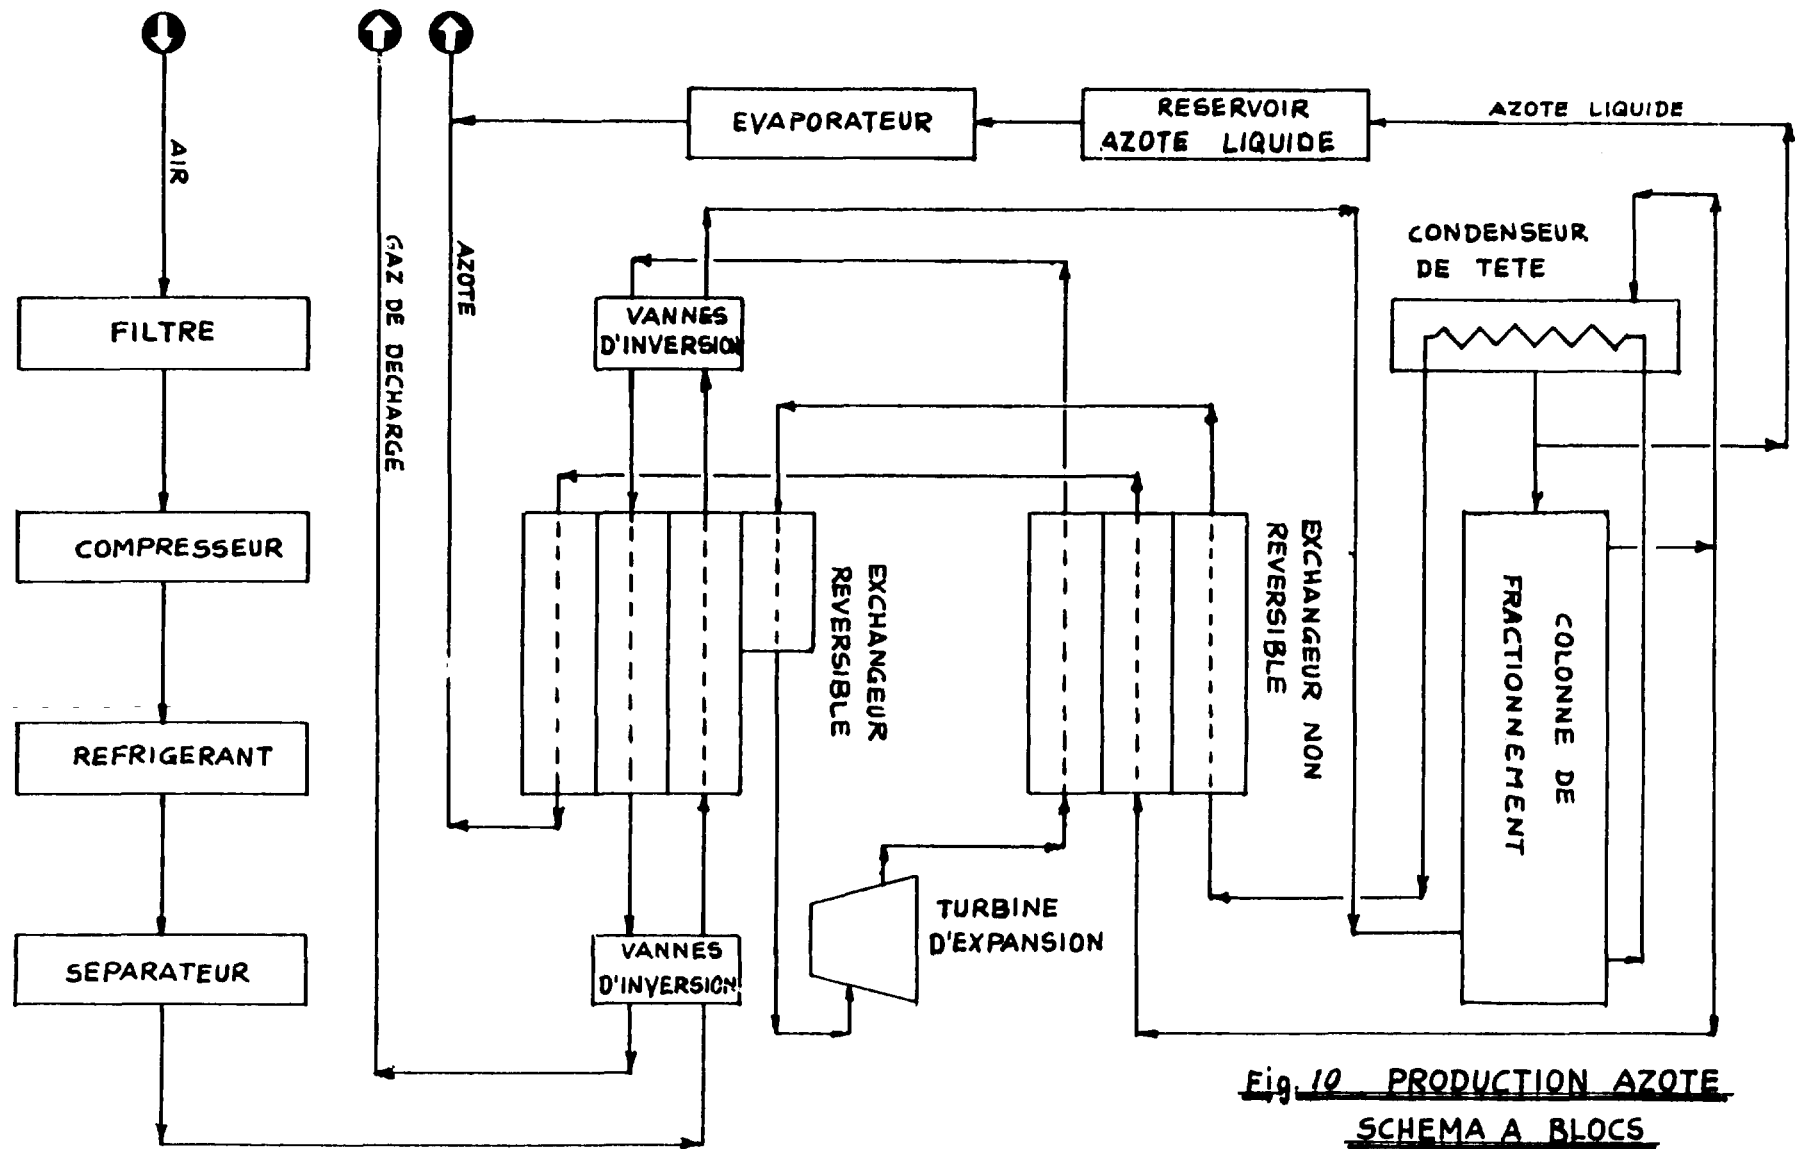 AIR
GAZ DE DECHARGE
AZOTE
EVAPORATEUR
RESERVOIR
AZOTE LIQUIDE
AZOTE LIQUIDE
CONDENSEUR
DE TETE
FILTRE
VANNES
D'INVERSION
COMPRESSEUR
EXCHANGEUR
REVERSIBLE
EXCHANGEUR NON
REVERSIBLE
COLONNE DE
FRACTIONNEMENT
REFRIGERANT
SEPARATEUR
VANNES
D'INVERSION
TURBINE
D'EXPANSION
Fig. 10 PRODUCTION AZOTE
SCHEMA A BLOCS